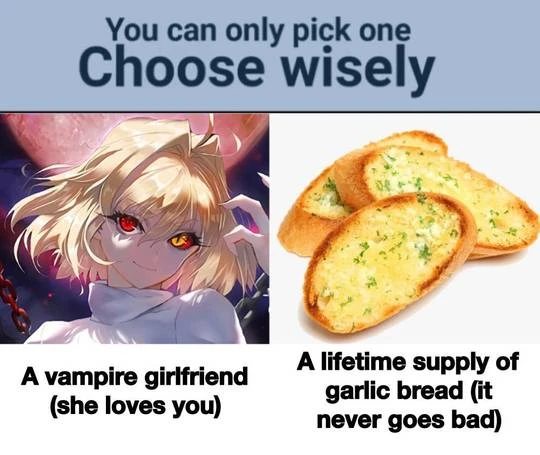 You can only pick one
Choose wisely
A vampire girlfriend
(she loves you)
A lifetime supply of
garlic bread (it
never goes bad)